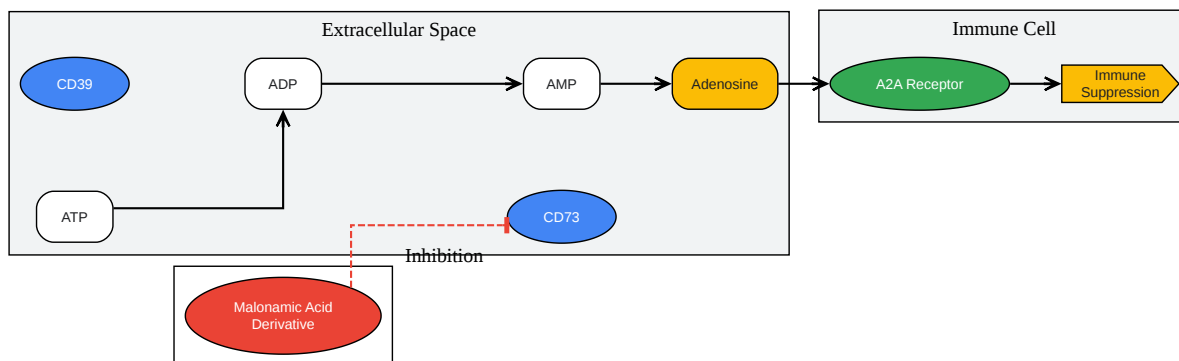 Extracellular Space
Immune Cell
CD39
ADP
AMP
Adenosine
A2A Receptor
Immune
Suppression
ATP
CD73
Inhibition
Malonamic Acid
Derivative